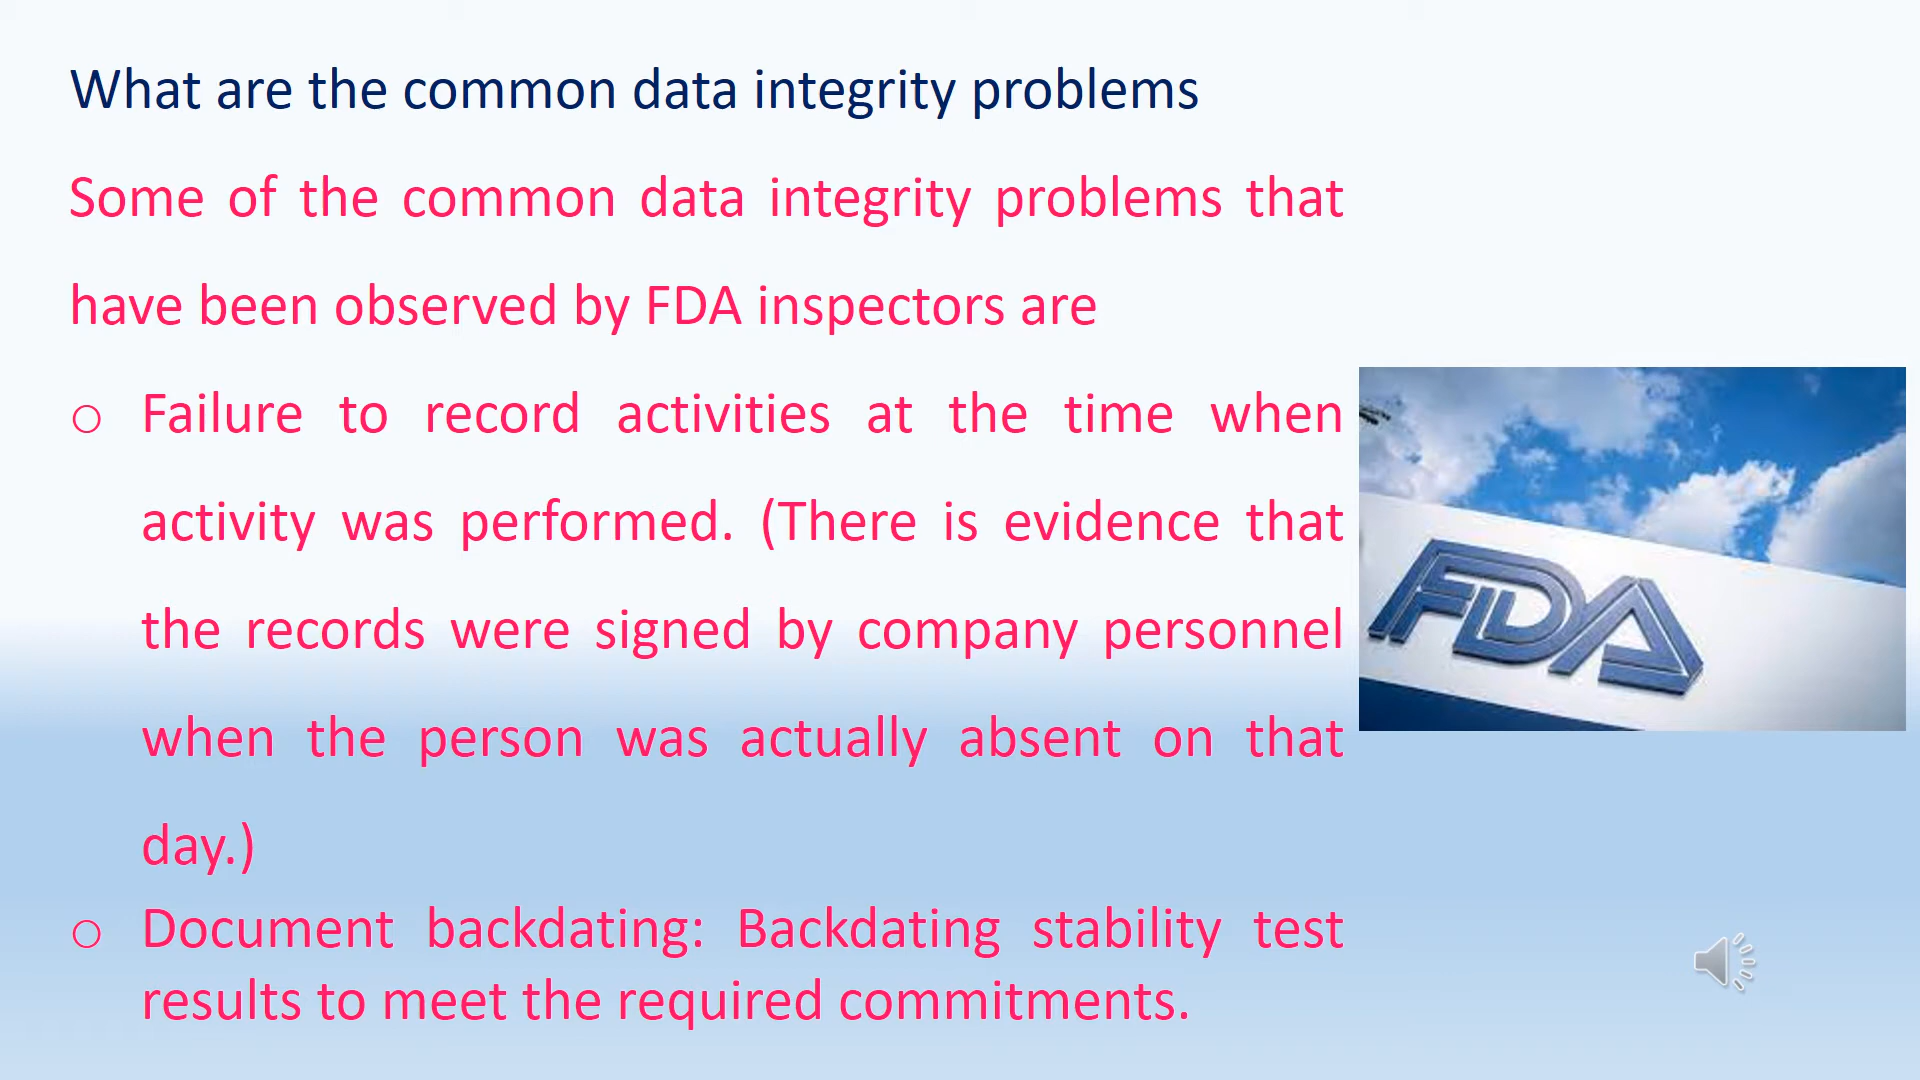 What are the common data integrity problems
Some of the common data integrity problems that
have been observed by FDA inspectors are
o Failure to record activities at the time when
activity was performed. (There is evidence that
the records were signed by company personnel
when the person was actually absent on that
day.)
o Document backdating: Backdating stability test
results to meet the required commitments.
FDA